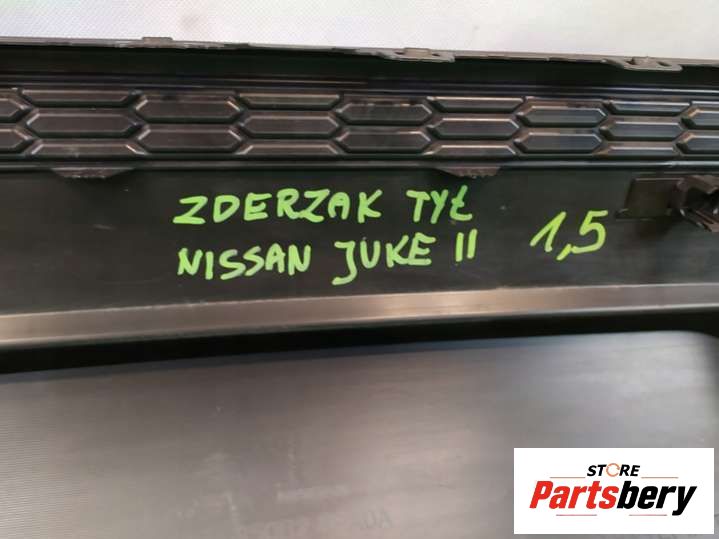 ZDERZAK TYŁ
NISSAN JUKE II 1,5
STORE
Partsbery